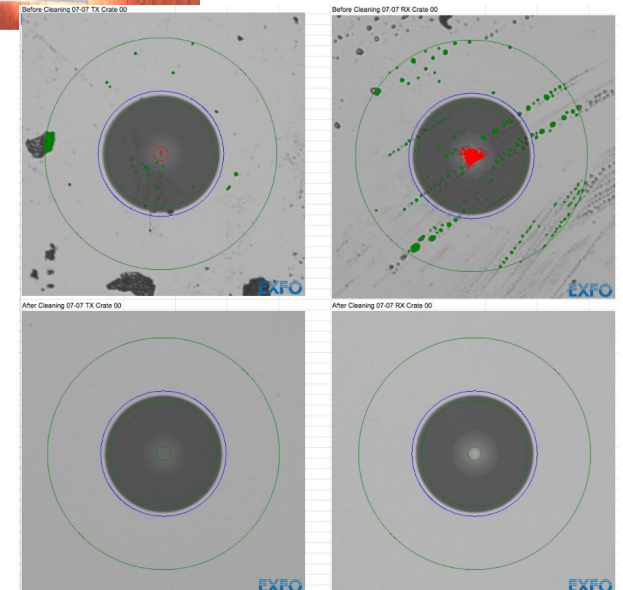 Before Cleaning 07-07 TX Crate 00
Before Cleaning 07-07 RX Crate 00
EXFO
EXFO
After Cleaning 07-07 TX Crate 00
After Cleaning 07-07 RX Crate 00
EXFO
EXFO